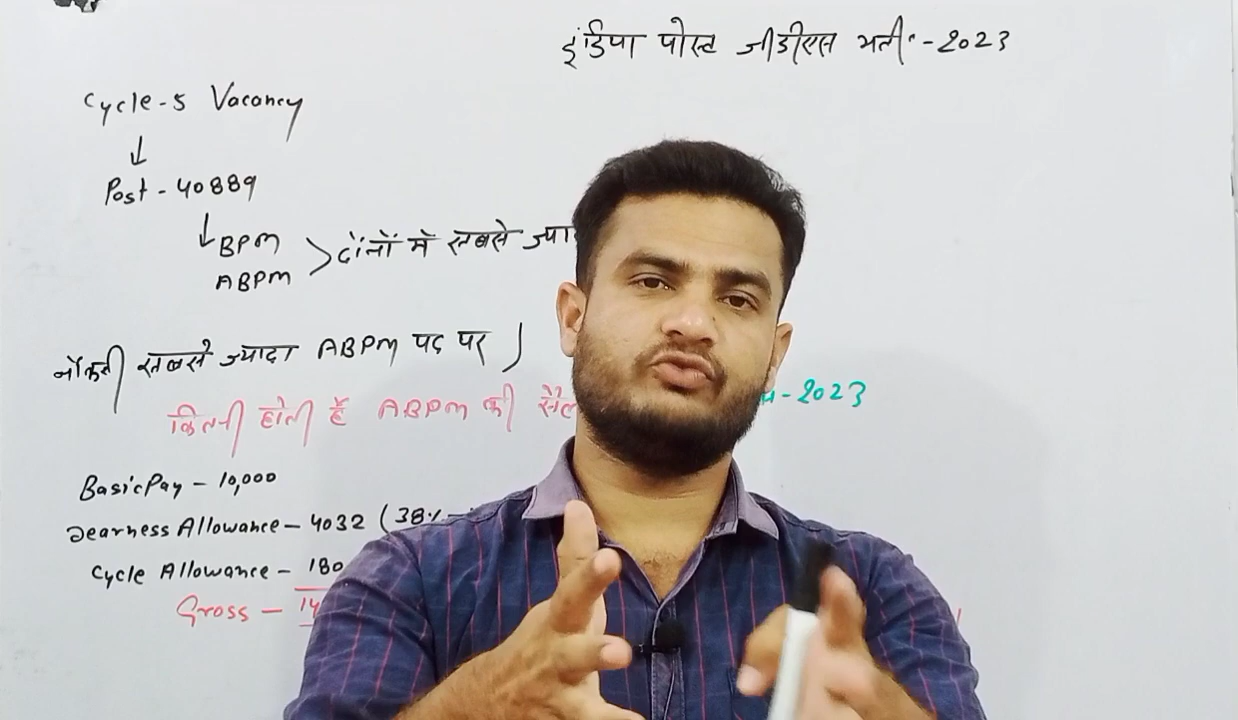 इंडिया पोस्ट जीडीएस भर्ती - 2023
Cycle-5 Vacancy
↓
Post - 40889
↓ BPM
ABPM > दोंनों में सबसे
नौकरी सबसे ज्यादा ABPM पद पर
कितनी होती हैं ABPM की
- 2023
Basic Pay - 10,000
Dearness Allowance - 4032 (38%
Cycle Allowance - 180
Gross - 14